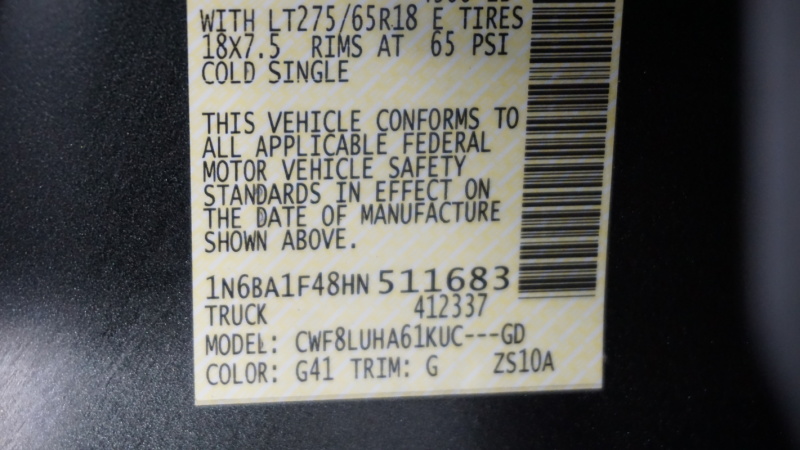 WITH LT275/65R18 E TIRES
18X7.5 RIMS AT 65 PSI
COLD SINGLE
THIS VEHICLE CONFORMS TO
ALL APPLICABLE FEDERAL
MOTOR VEHICLE SAFETY
STANDARDS IN EFFECT ON
THE DATE OF MANUFACTURE
SHOWN ABOVE.
1N6BA1F48HN511683
TRUCK 412337
MODEL: CWF8LUHA61KUC---GD
COLOR: G41 TRIM: G ZS10A